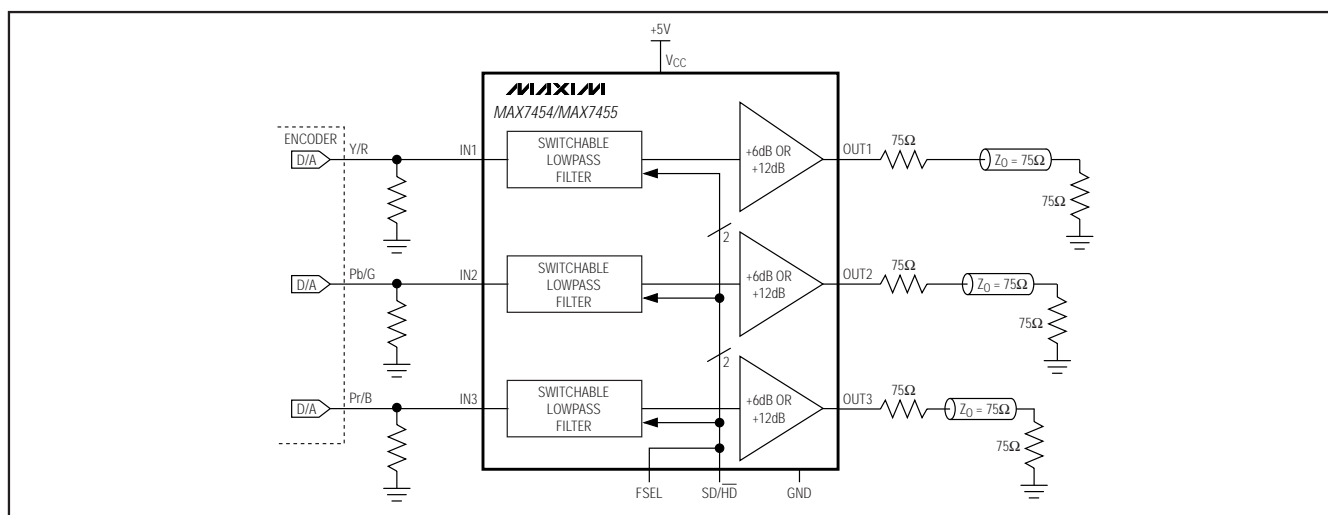 +5V
VCC
MAXIM
MAX7454/MAX7455
ENCODER
D/A
Y/R
IN1
SWITCHABLE
LOWPASS
FILTER
+6dB OR
+12dB
OUT1
75Ω
Z0 = 75Ω
75Ω
2
D/A
Pb/G
IN2
SWITCHABLE
LOWPASS
FILTER
+6dB OR
+12dB
OUT2
75Ω
Z0 = 75Ω
75Ω
2
D/A
Pr/B
IN3
SWITCHABLE
LOWPASS
FILTER
+6dB OR
+12dB
OUT3
75Ω
Z0 = 75Ω
75Ω
FSEL
SD/H̅D̅
GND